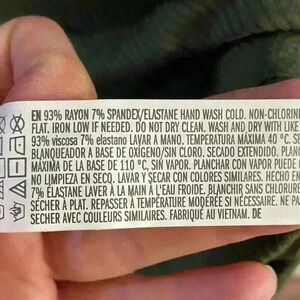 EN 93% RAYON 7% SPANDEX/ELASTANE HAND WASH COLD. NON-CHLORINE
FLAT. IRON LOW IF NEEDED. DO NOT DRY CLEAN. WASH AND DRY WITH LIKE
93% viscosa 7% elastano LAVAR A MANO. TEMPERATURA MÁXIMA 40 °C. SE
BLANQUEADOR A BASE DE OXÍGENO/SIN CLORO. SECADO EXTENDIDO. PLANC
MÁXIMA DE LA BASE DE 110 °C, SIN VAPOR. PLANCHAR CON VAPOR PUEDE
NO LIMPIEZA EN SECO. LAVAR Y SECAR CON COLORES SIMILARES. HECHO EN
7% ÉLASTANE LAVER À LA MAIN À L'EAU FROIDE. BLANCHIR SANS CHLORE
SÉCHER À PLAT. REPASSER À TEMPÉRATURE MODÉRÉE SI NÉCESSAIRE. NE
SÉCHER AVEC COULEURS SIMILAIRES. FABRIQUÉ AU VIETNAM. DE